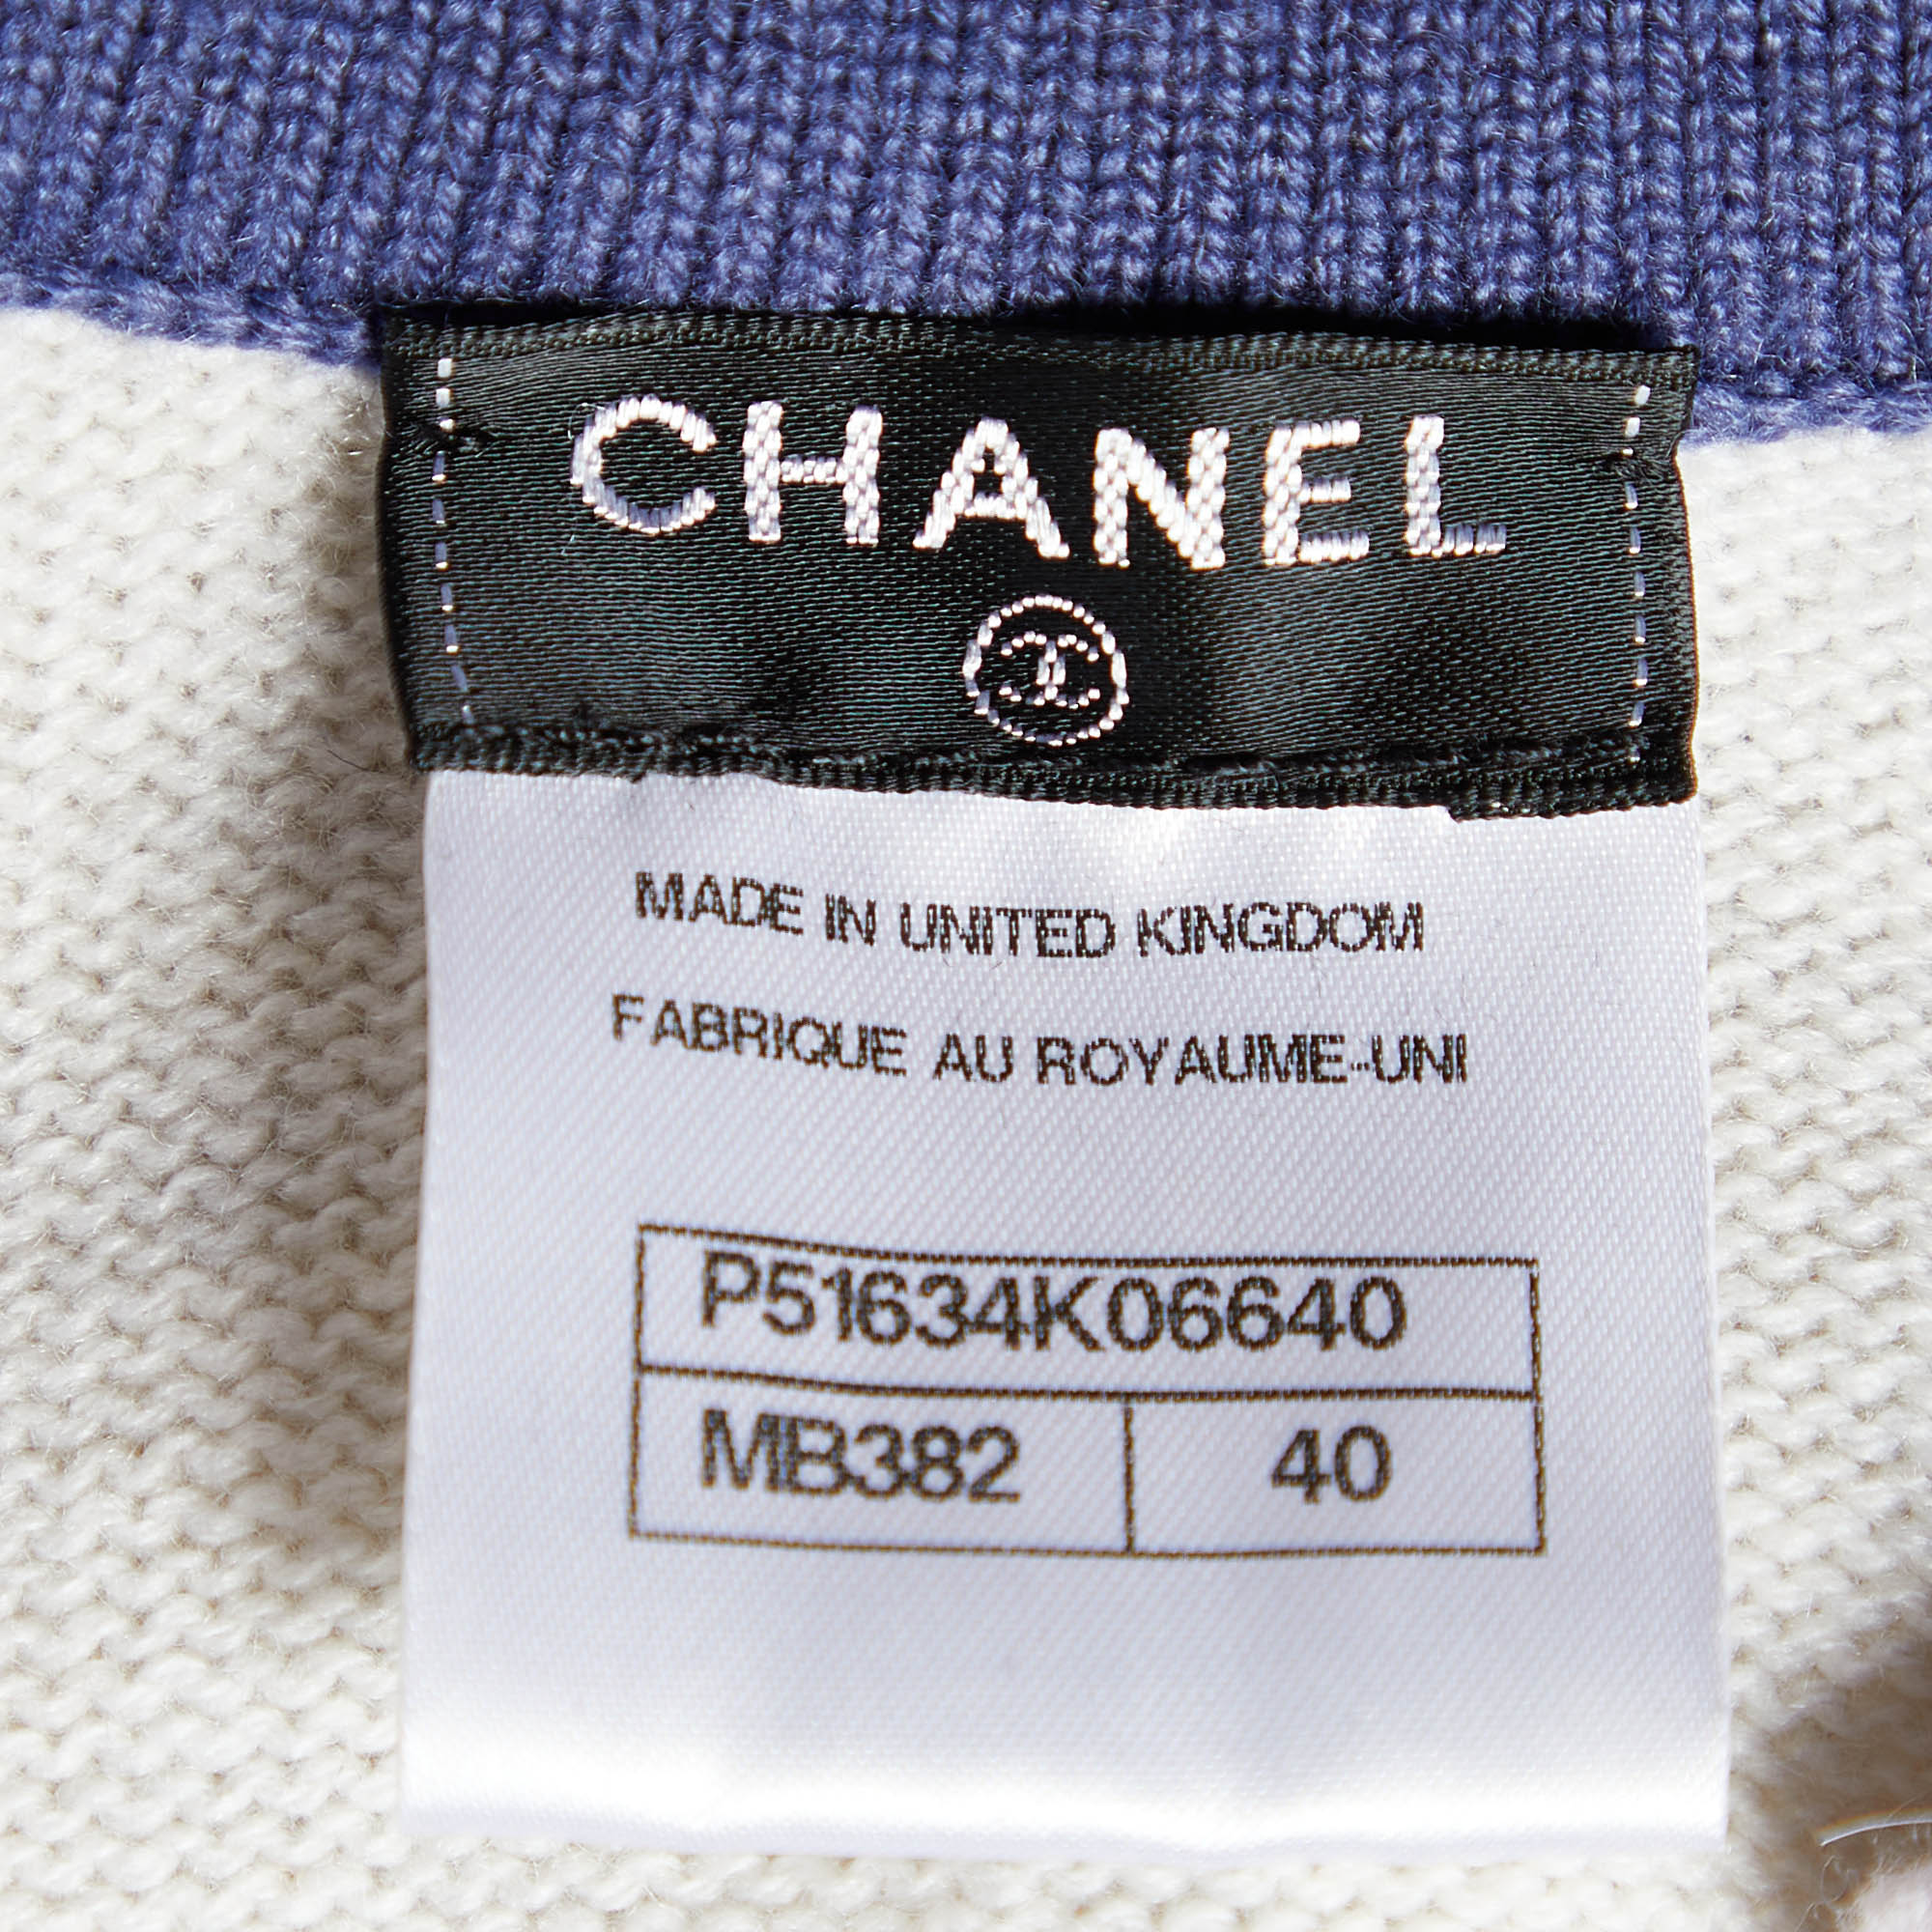 CHANEL
MADE IN UNITED KINGDOM
FABRIQUE AU ROYAUME-UNI
P51634K06640
MB382 40